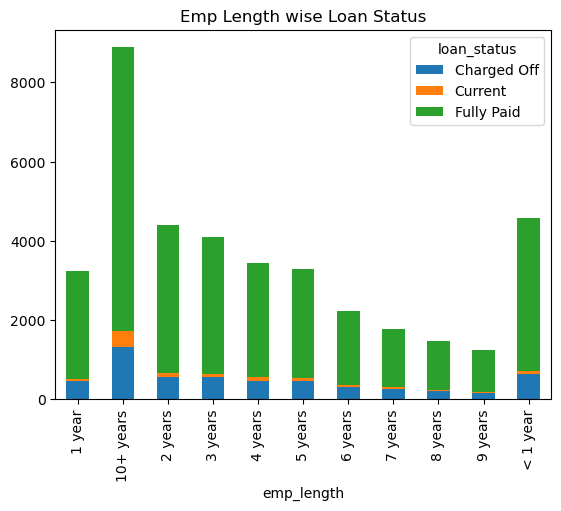 Emp Length wise Loan Status
loan_status
Charged Off
Current
Fully Paid
8000
6000
4000
2000
0
1 year
10+ years
2 years
3 years
4 years
5 years
6 years
7 years
8 years
9 years
< 1 year
emp_length